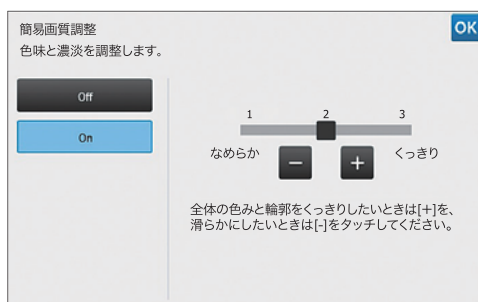 簡易画質調整
OK
色味と濃淡を調整します。
Off
On
1 2 3
なめらか - + くっきり
全体の色みと輪郭をくっきりしたいときは[+]を、
滑らかにしたいときは[-]をタッチしてください。